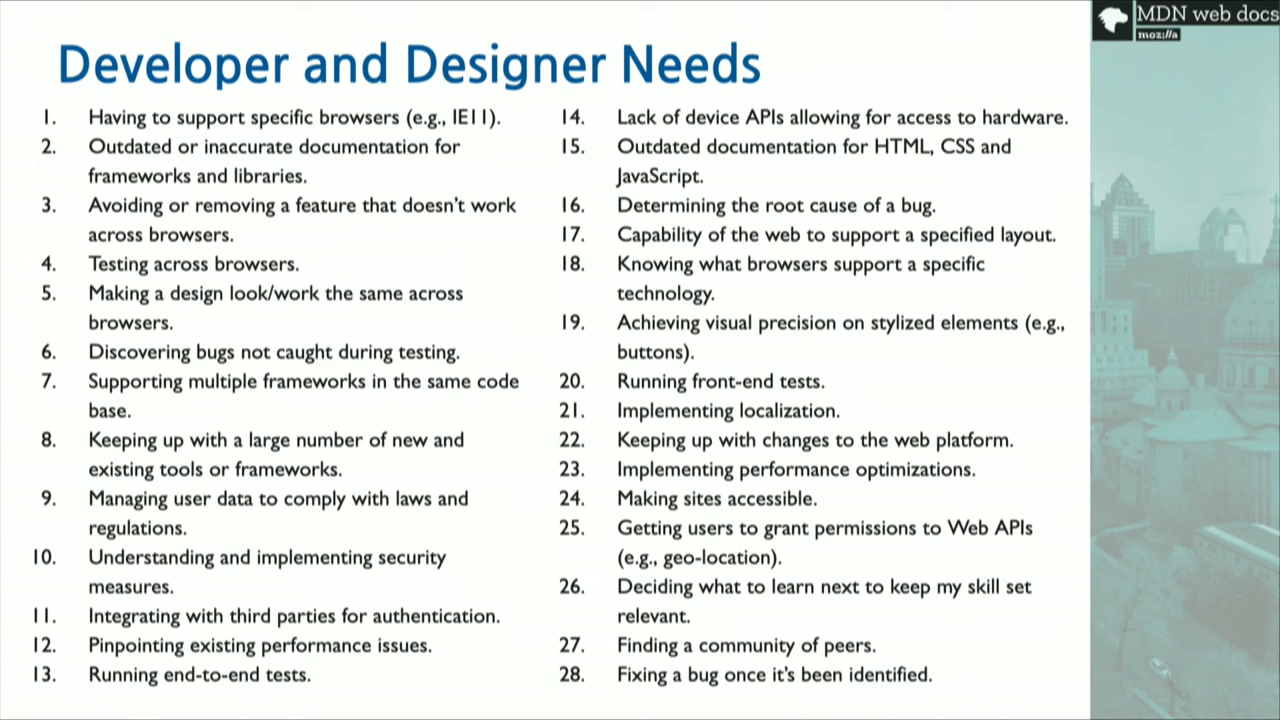 Developer and Designer Needs
1. Having to support specific browsers (e.g., IE11).
2. Outdated or inaccurate documentation for
frameworks and libraries.
3. Avoiding or removing a feature that doesn't work
across browsers.
4. Testing across browsers.
5. Making a design look/work the same across
browsers.
6. Discovering bugs not caught during testing.
7. Supporting multiple frameworks in the same code
base.
8. Keeping up with a large number of new and
existing tools or frameworks.
9. Managing user data to comply with laws and
regulations.
10. Understanding and implementing security
measures.
11. Integrating with third parties for authentication.
12. Pinpointing existing performance issues.
13. Running end-to-end tests.
14. Lack of device APIs allowing for access to hardware.
15. Outdated documentation for HTML, CSS and
JavaScript.
16. Determining the root cause of a bug.
17. Capability of the web to support a specified layout.
18. Knowing what browsers support a specific
technology.
19. Achieving visual precision on stylized elements (e.g.,
buttons).
20. Running front-end tests.
21. Implementing localization.
22. Keeping up with changes to the web platform.
23. Implementing performance optimizations.
24. Making sites accessible.
25. Getting users to grant permissions to Web APIs
(e.g., geo-location).
26. Deciding what to learn next to keep my skill set
relevant.
27. Finding a community of peers.
28. Fixing a bug once it's been identified.
MDN web docs
moz://a